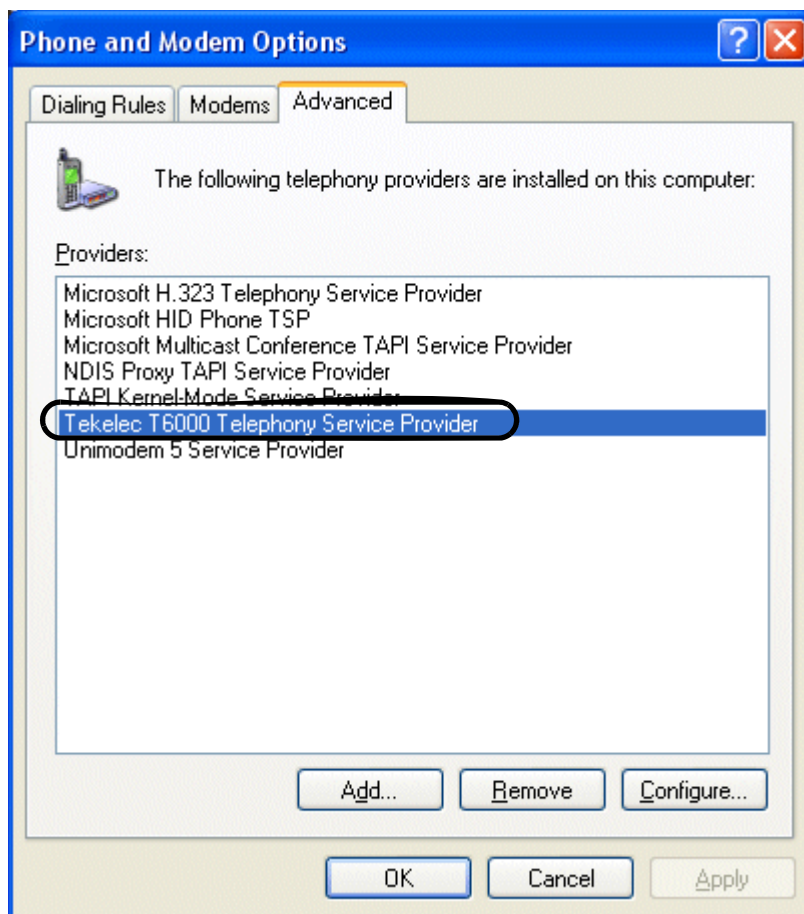 Phone and Modem Options
?
Dialing Rules Modems Advanced
The following telephony providers are installed on this computer:
Providers:
Microsoft H.323 Telephony Service Provider
Microsoft HID Phone TSP
Microsoft Multicast Conference TAPI Service Provider
NDIS Proxy TAPI Service Provider
TAPI Kernel-Mode Service Provider
Tekelec T6000 Telephony Service Provider
Unimodem 5 Service Provider
Add... Remove Configure...
OK Cancel Apply